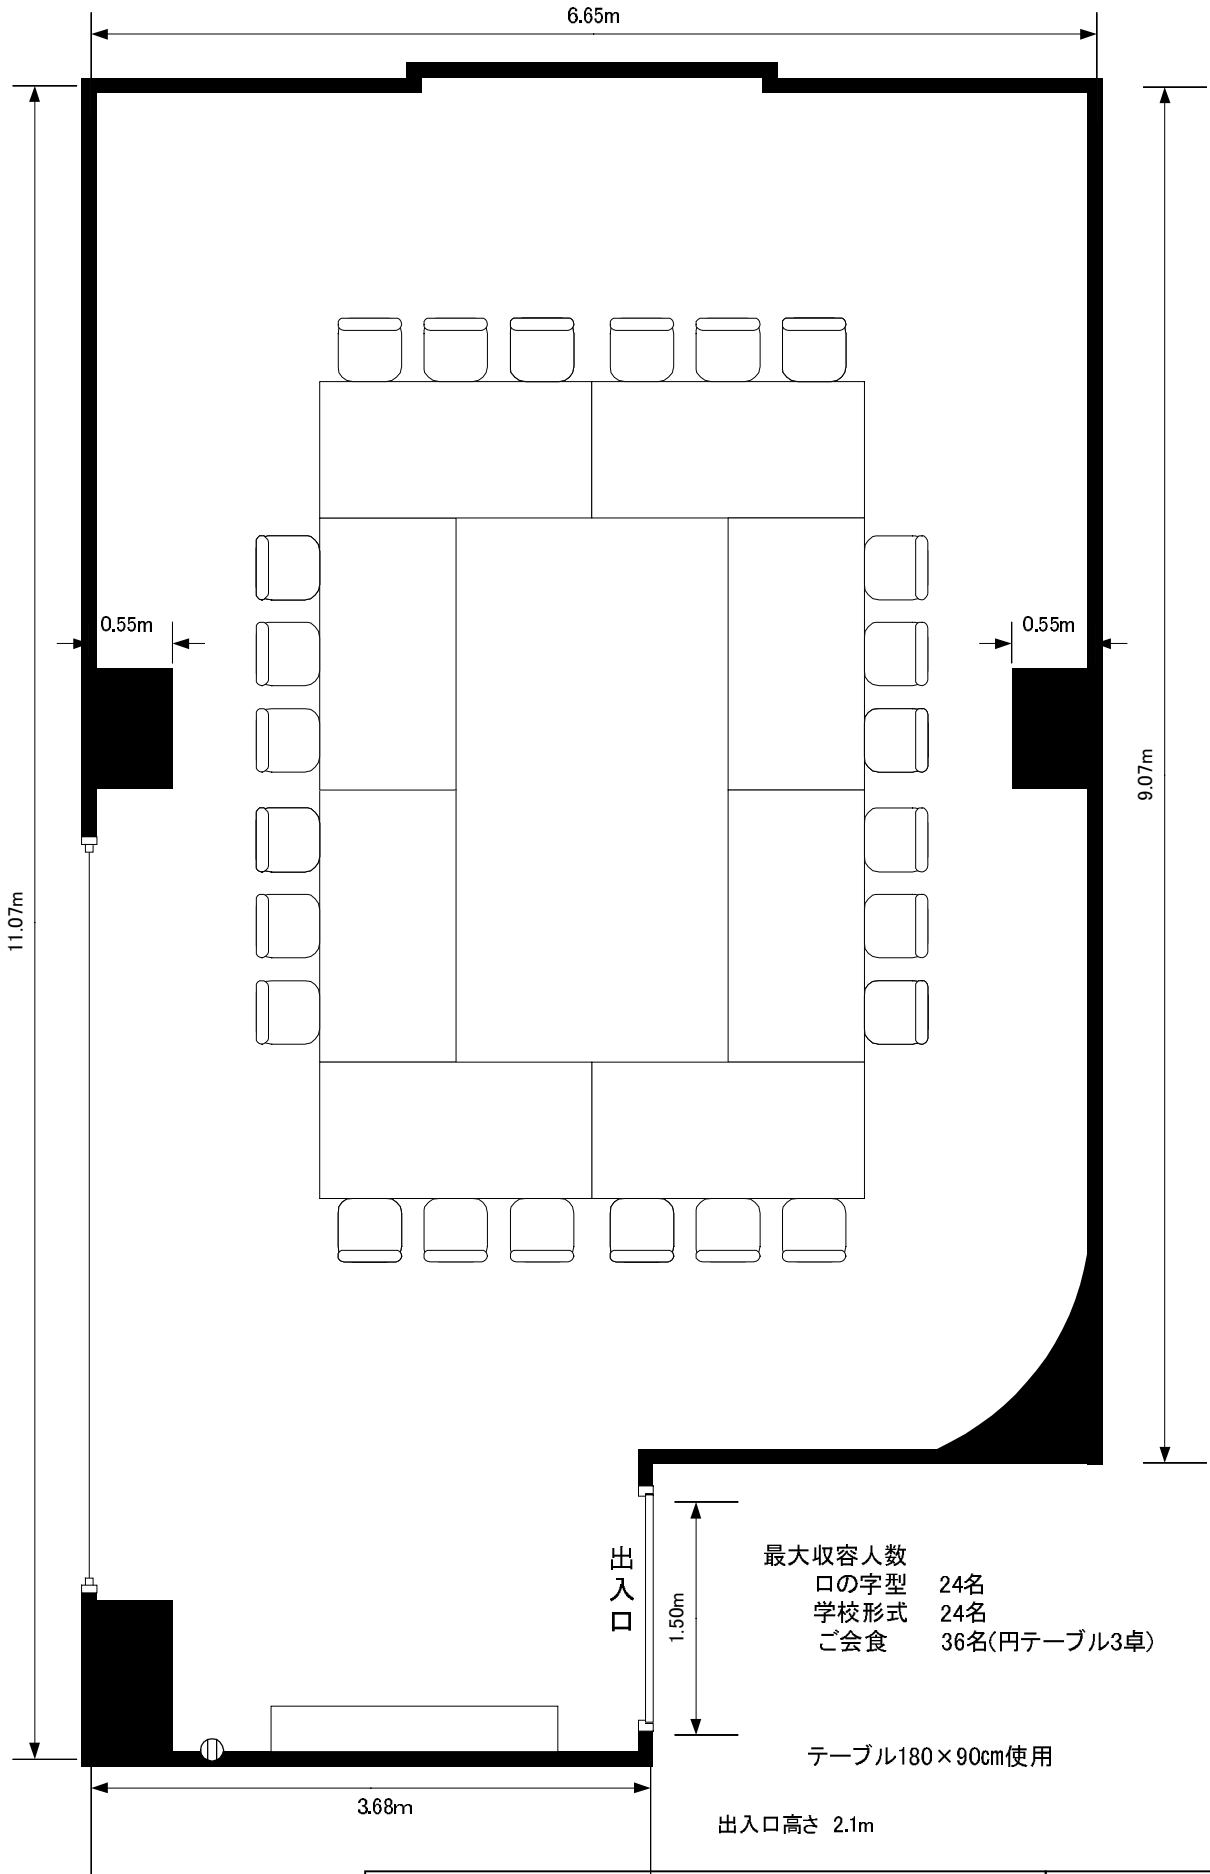 6.65m
0.55m
0.55m
9.07m
11.07m
出入口
1.50m
最大収容人数
ロの字型 24名
学校形式 24名
ご会食 36名(円テーブル3卓)
テーブル180×90cm使用
3.68m
出入口高さ 2.1m